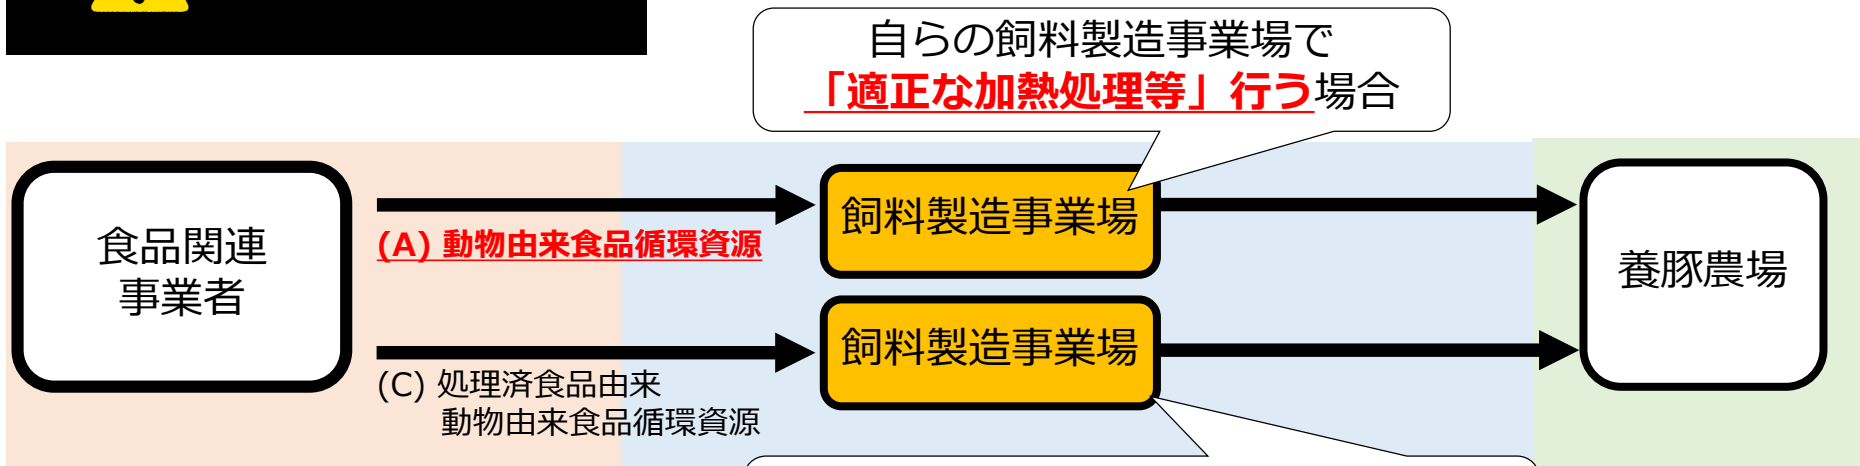 自らの飼料製造事業場で
「適正な加熱処理等」行う場合
食品関連
事業者
(A) 動物由来食品循環資源
飼料製造事業場
養豚農場
飼料製造事業場
(C) 処理済食品由来
動物由来食品循環資源